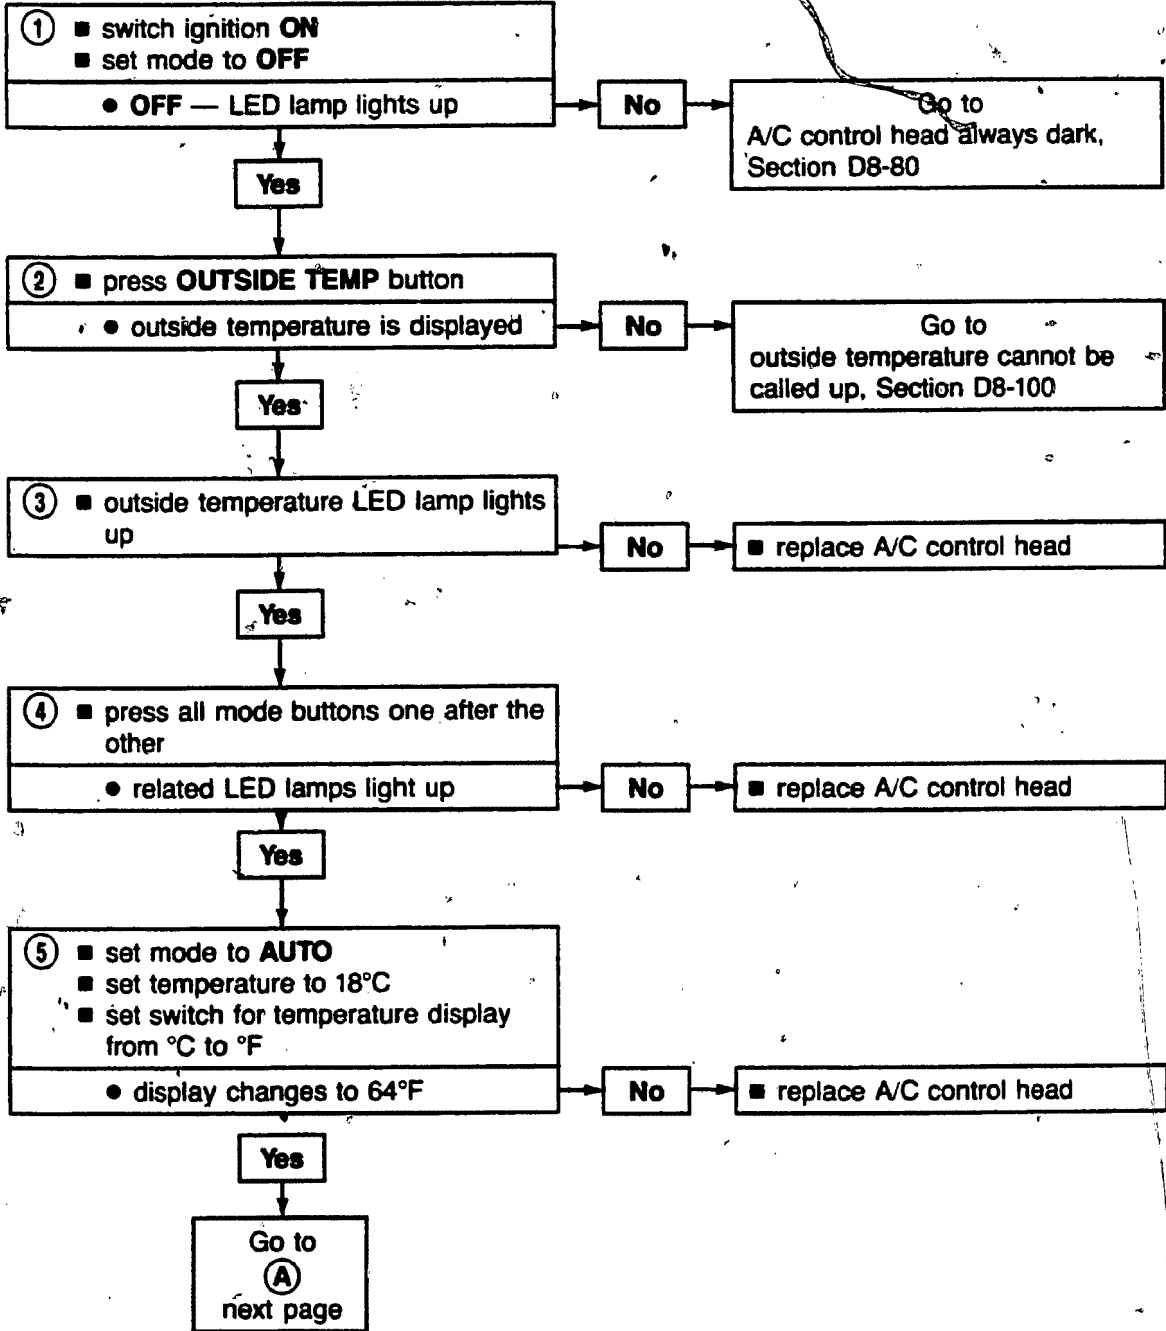 ① ■ switch ignition ON
■ set mode to OFF
● OFF — LED lamp lights up
No
Go to
A/C control head always dark,
Section D8-80
Yes
② ■ press OUTSIDE TEMP button
● outside temperature is displayed
No
Go to
outside temperature cannot be
called up, Section D8-100
Yes
③ ■ outside temperature LED lamp lights
up
No
■ replace A/C control head
Yes
④ ■ press all mode buttons one after the
other
● related LED lamps light up
No
■ replace A/C control head
Yes
⑤ ■ set mode to AUTO
■ set temperature to 18°C
■ set switch for temperature display
from °C to °F
● display changes to 64°F
No
■ replace A/C control head
Yes
Go to
Ⓐ
next page